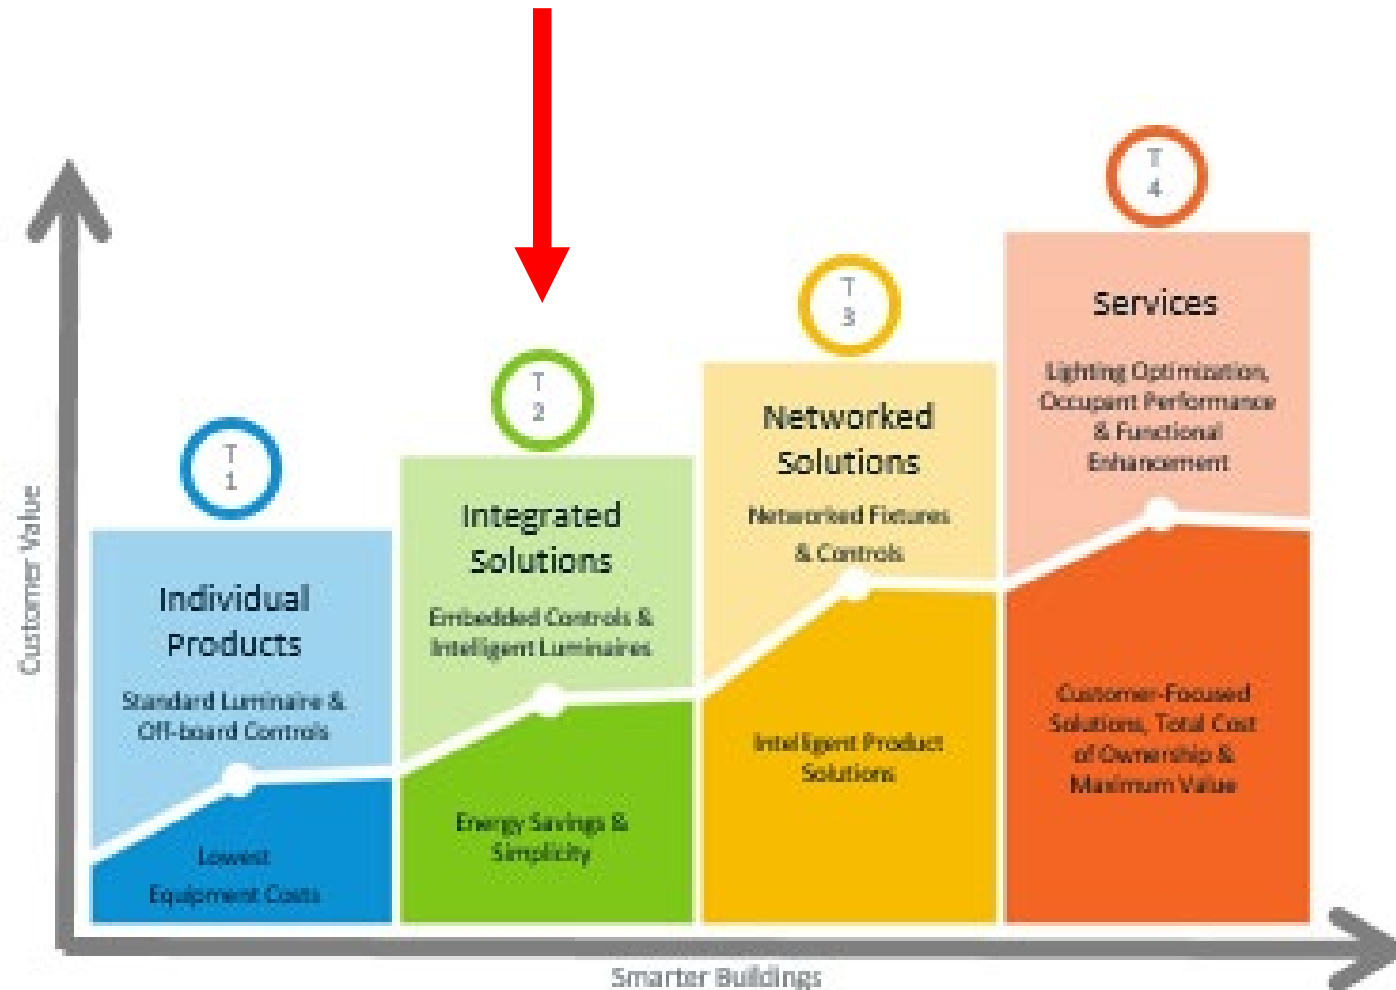 T
1
Individual
Products
Standard Luminaire &
Off-board Controls
Lowest
Equipment Costs
T
2
Integrated
Solutions
Embedded Controls &
Intelligent Luminaires
Energy Savings &
Simplicity
T
3
Networked
Solutions
Networked Fixtures
& Controls
Intelligent Product
Solutions
T
4
Services
Lighting Optimization,
Occupant Performance
& Functional
Enhancement
Customer-Focused
Solutions, Total Cost
of Ownership &
Maximum Value
Customer Value
Smarter Buildings